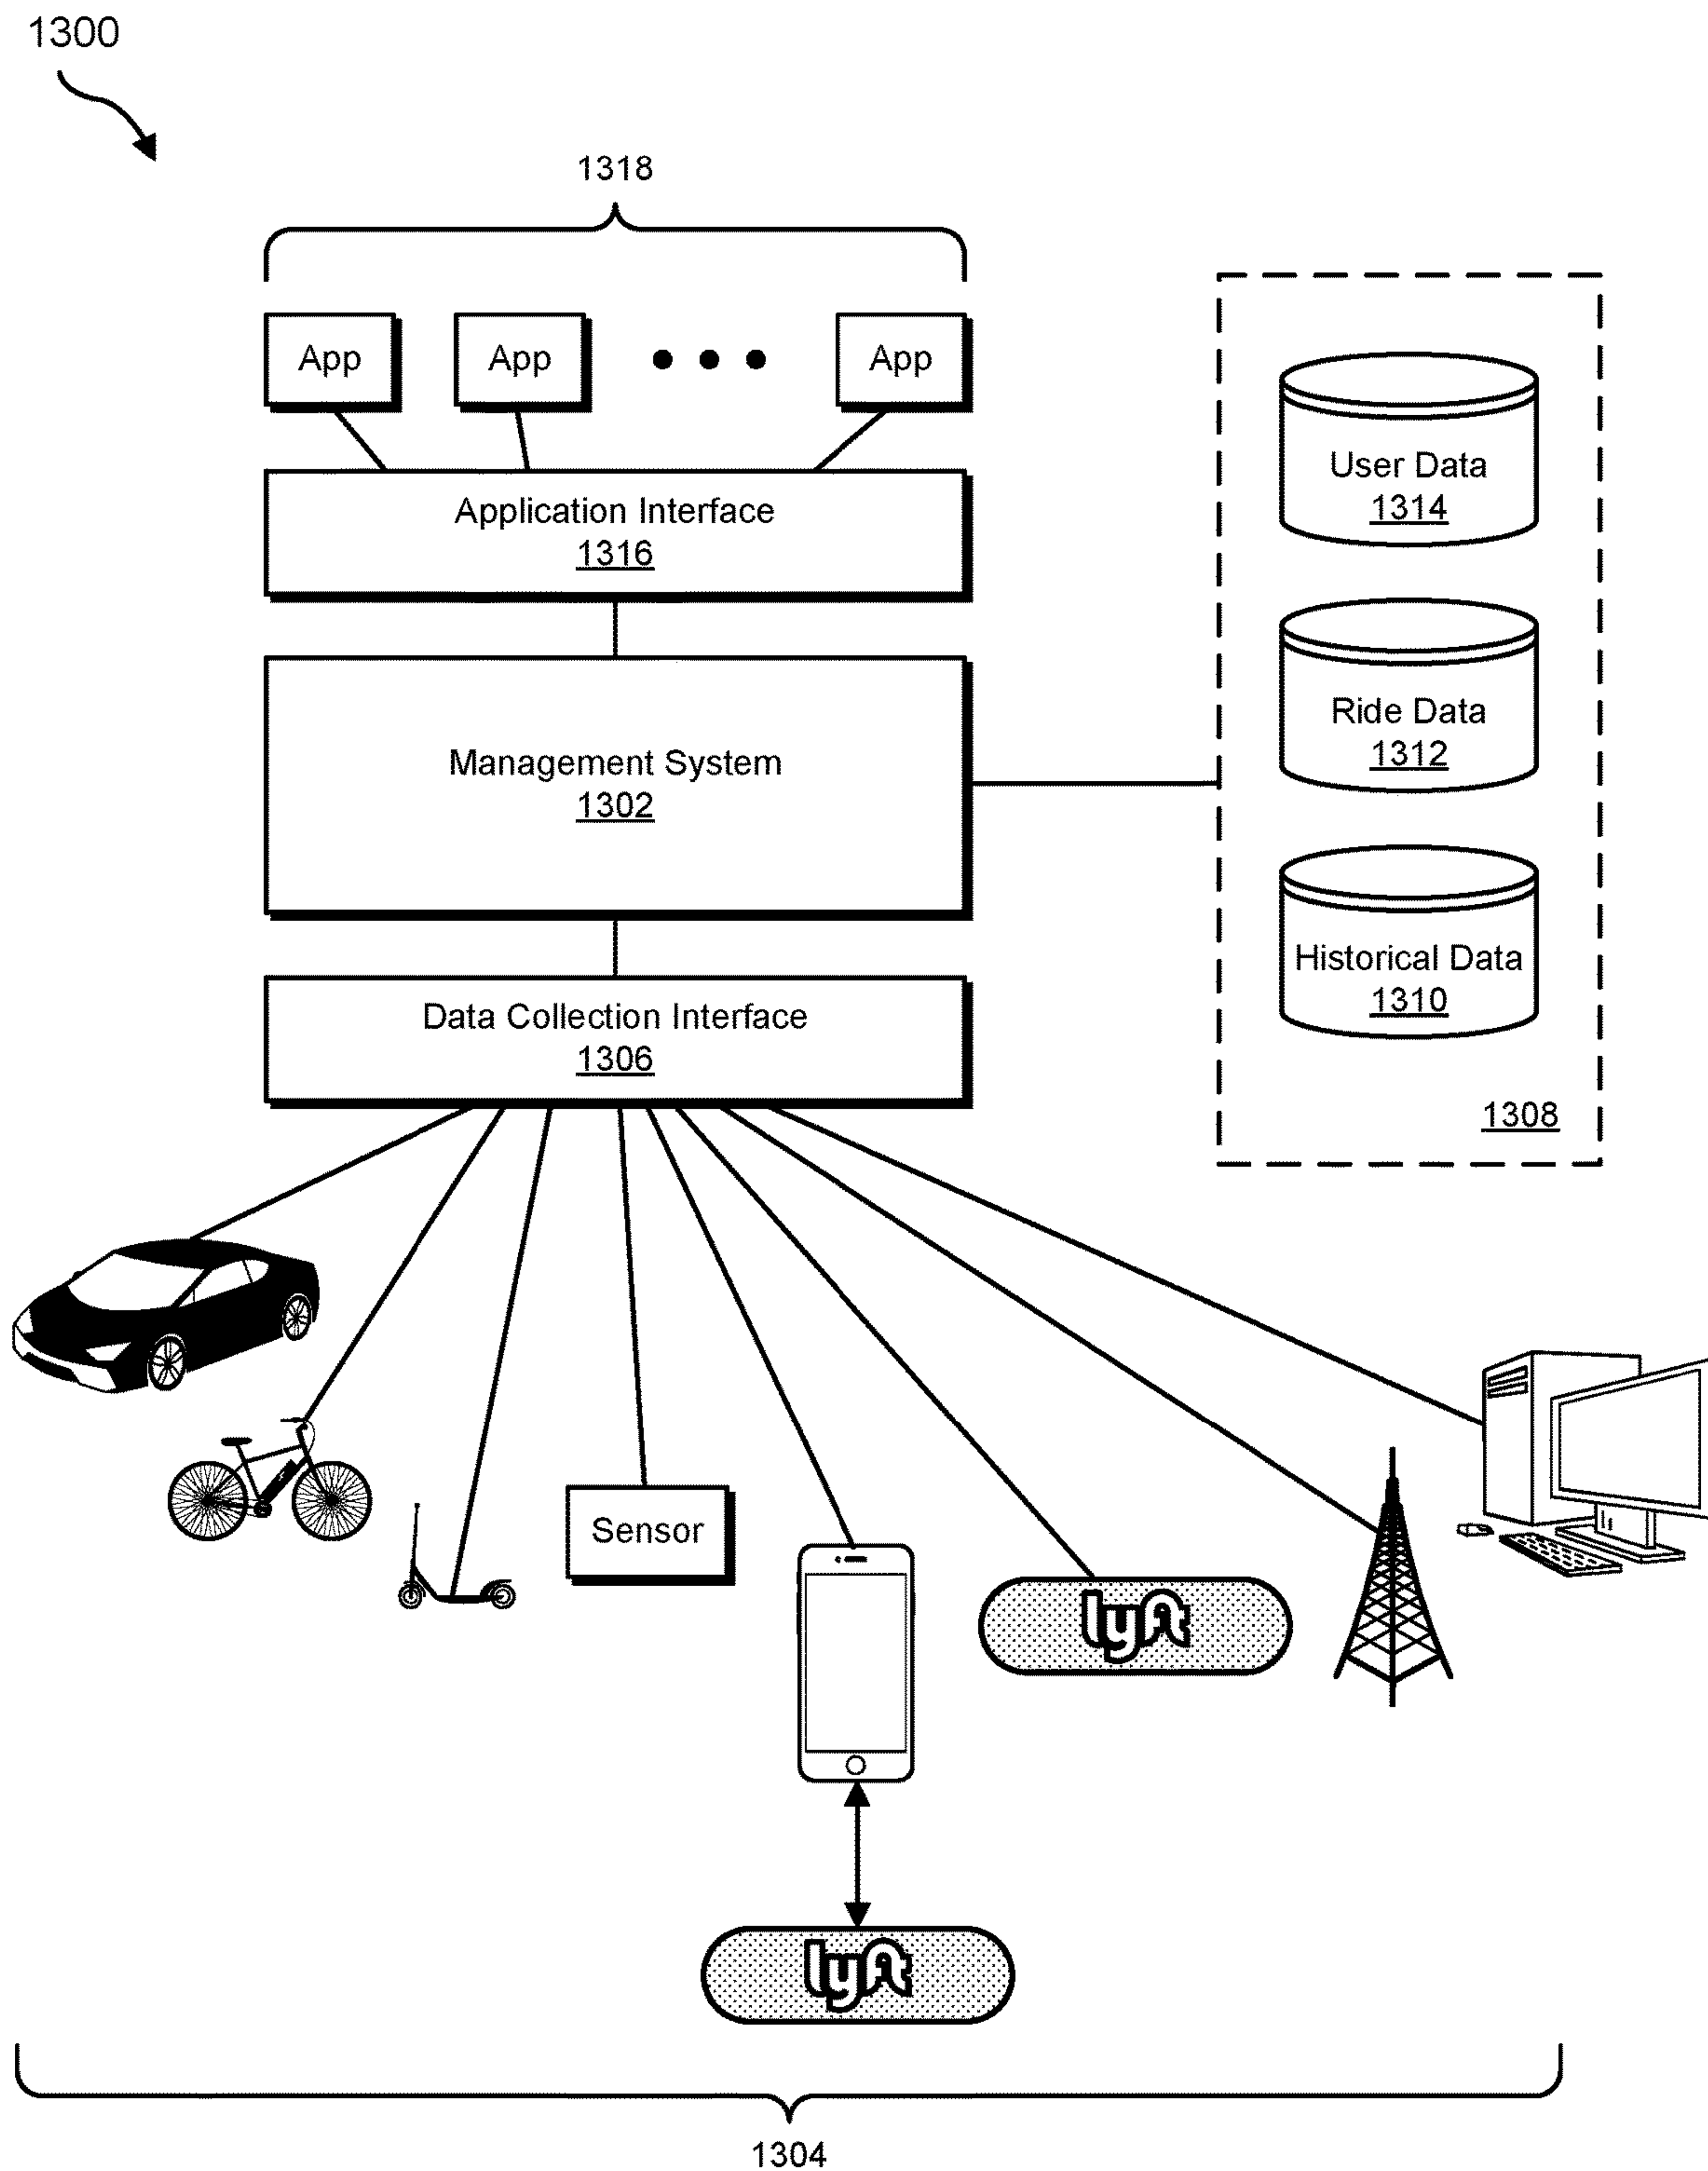 1300
1318
App
App
App
Application Interface
1316
Management System
1302
Data Collection Interface
1306
User Data
1314
Ride Data
1312
Historical Data
1310
1308
Sensor
lyft
lyft
1304